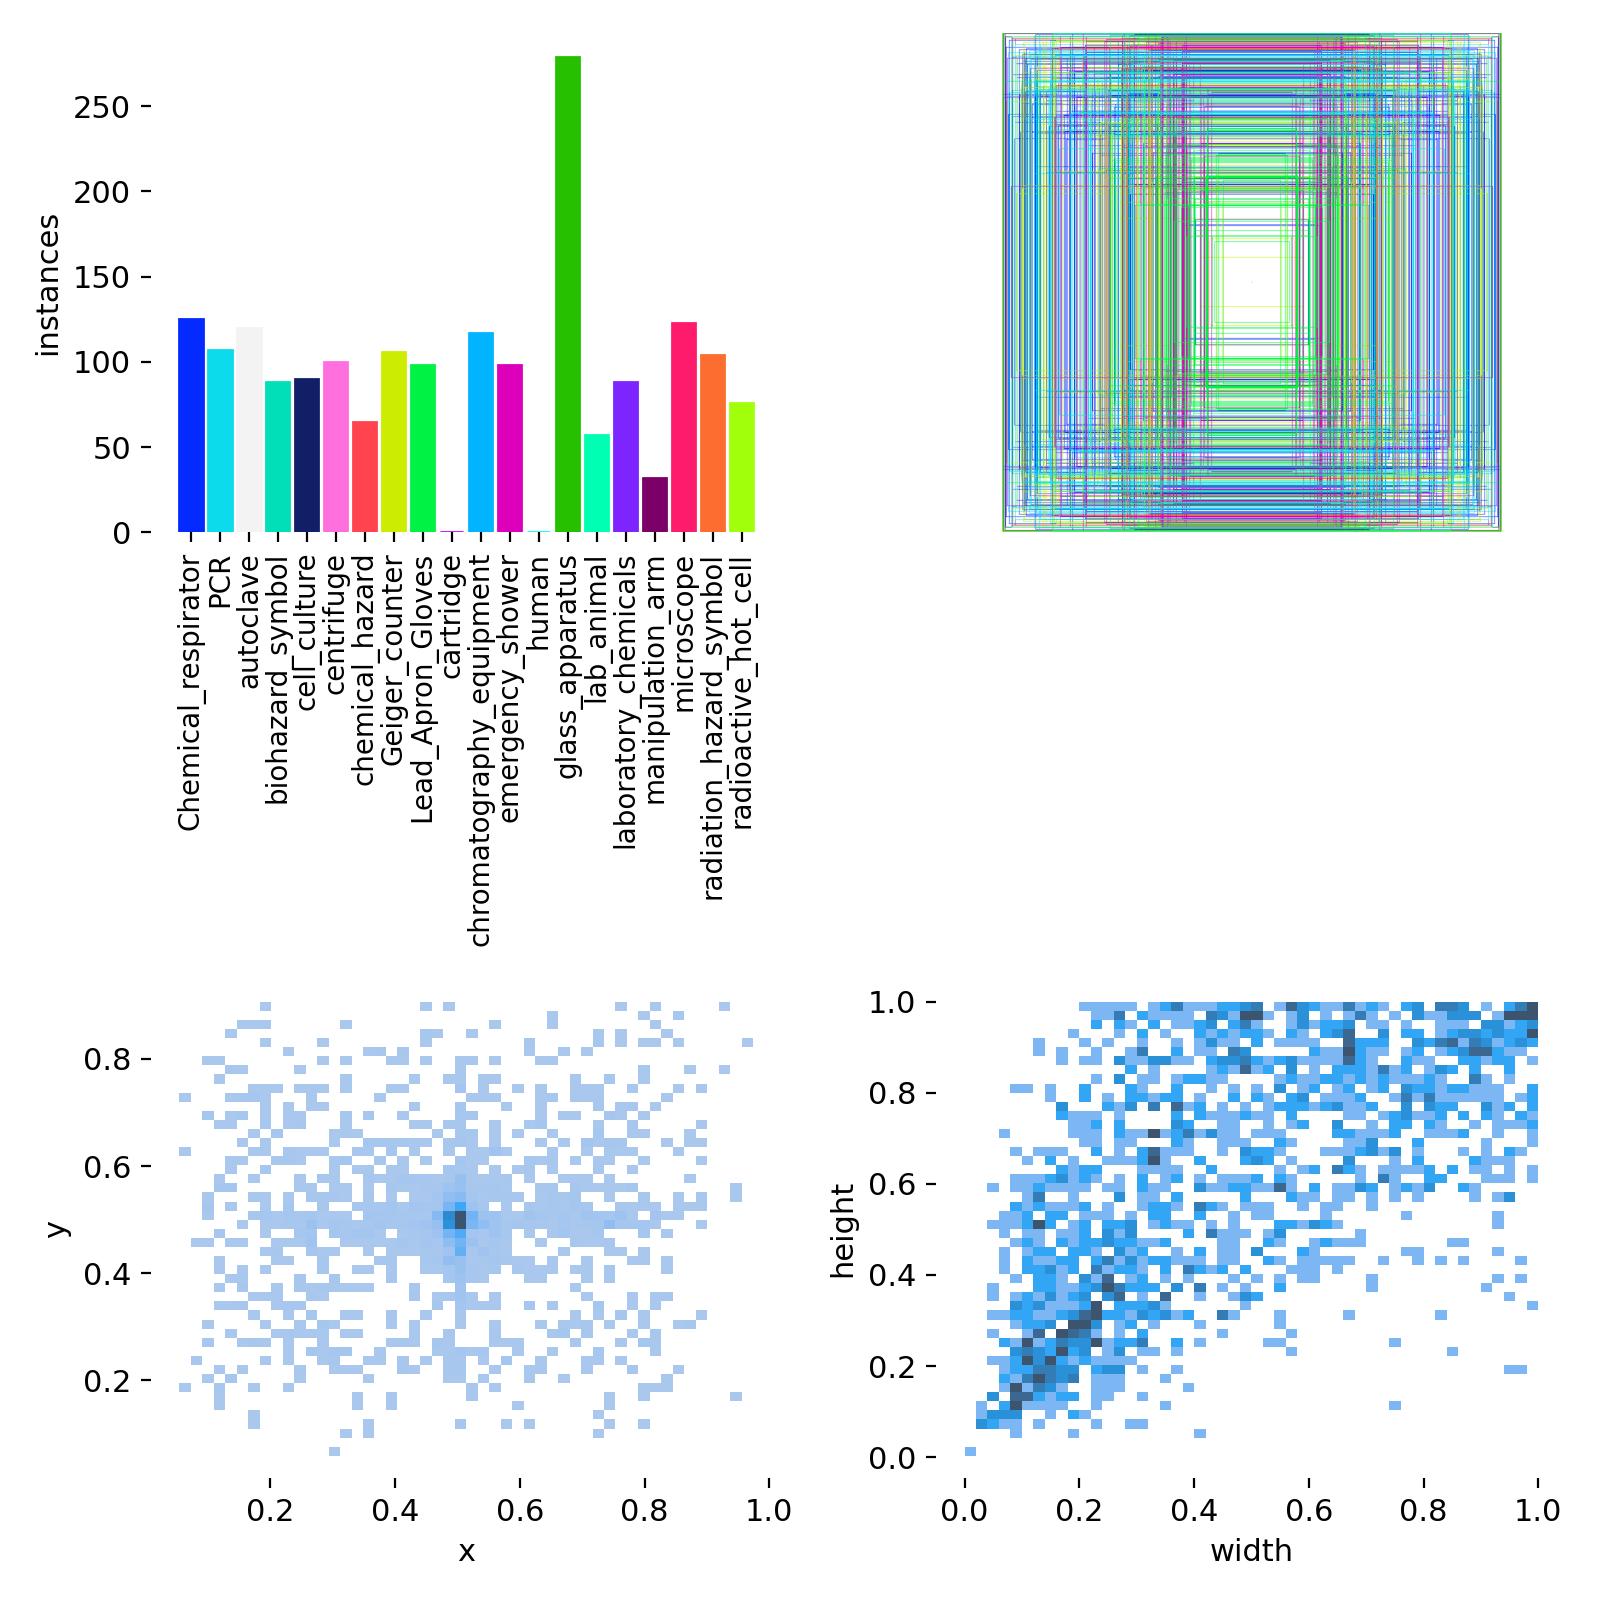 250
200
150
100
50
0
instances
Chemical_respirator
PCR
autoclave
biohazard_symbol
cell_culture
centrifuge
chemical_hazard
Geiger_counter
Lead_Apron_Gloves
cartridge
chromatography_equipment
emergency_shower
human
glass_apparatus
lab_animal
laboratory_chemicals
manipulation_arm
microscope
radiation_hazard_symbol
radioactive_hot_cell
0.8
0.6
0.4
0.2
y
0.2 0.4 0.6 0.8 1.0
x
1.0
0.8
0.6
0.4
0.2
0.0
height
0.0 0.2 0.4 0.6 0.8 1.0
width